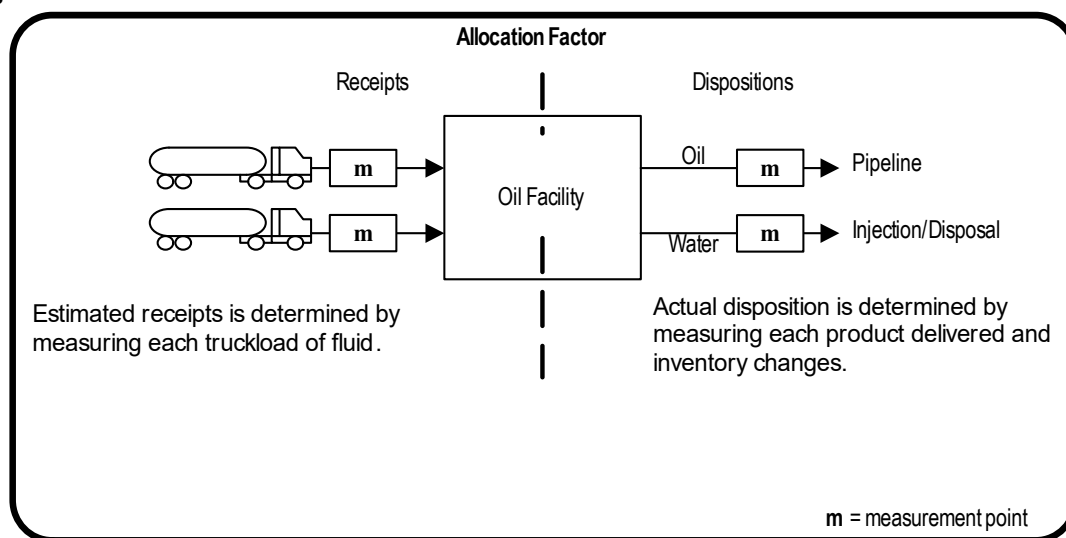 Allocation Factor
Receipts
Dispositions
m
Oil
m
Pipeline
Oil Facility
m
Water
m
Injection/Disposal
Estimated receipts is determined by
measuring each truckload of fluid.
Actual disposition is determined by
measuring each product delivered and
inventory changes.
m = measurement point